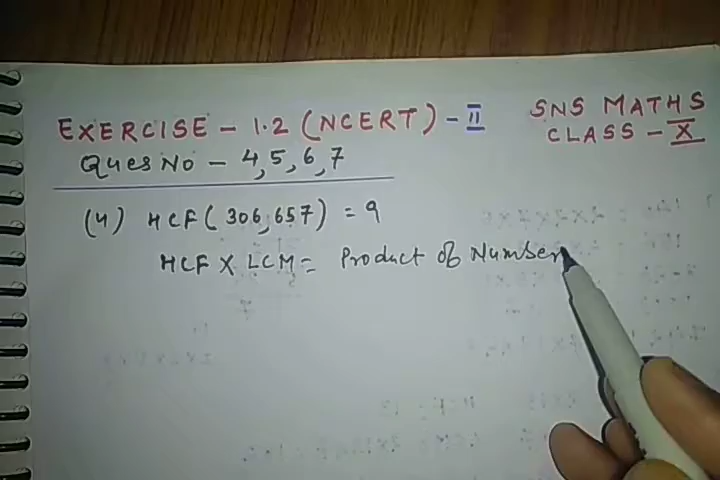 EXERCISE - 1.2 (NCERT) - II
SNS MATHS
CLASS - X
Ques No - 4,5,6,7
(4) HCF (306,657) = 9
HCF X LCM = Product of Number